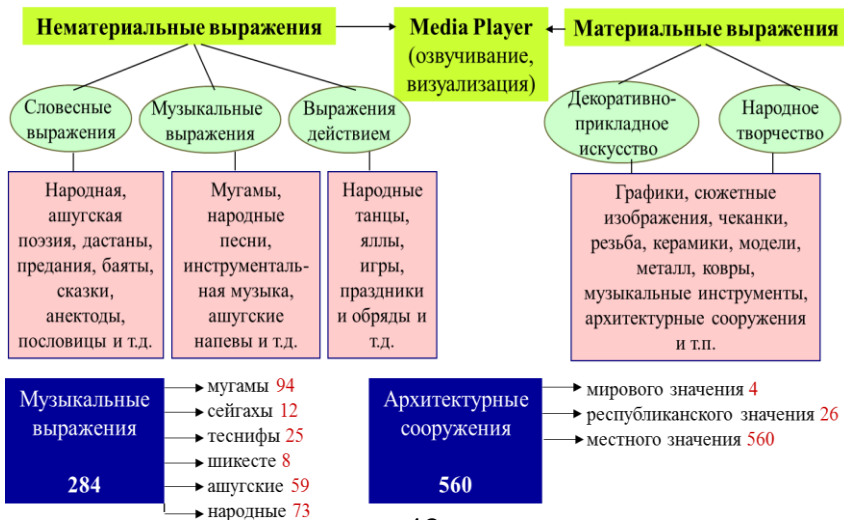 Нематериальные выражения
Media Player
(озвучивание,
визуализация)
Материальные выражения
Словесные
выражения
Музыкальные
выражения
Выражения
действием
Декоративно-
прикладное
искусство
Народное
творчество
Народная,
ашугская
поэзия, дастаны,
предания, баяты,
сказки,
анектоды,
пословицы и т.д.
Мугамы,
народные
песни,
инструменталь-
ная музыка,
ашугские
напевы и т.д.
Народные
танцы,
яллы,
игры,
праздники
и обряды и
т.д.
Графики, сюжетные
изображения, чеканки,
резьба, керамики, модели,
металл, ковры,
музыкальные инструменты,
архитектурные сооружения
и т.п.
Музыкальные
выражения
284
мугамы 94
сейгахы 12
теснифы 25
шикесте 8
ашугские 59
народные 73
Архитектурные
сооружения
560
мирового значения 4
республиканского значения 26
местного значения 560